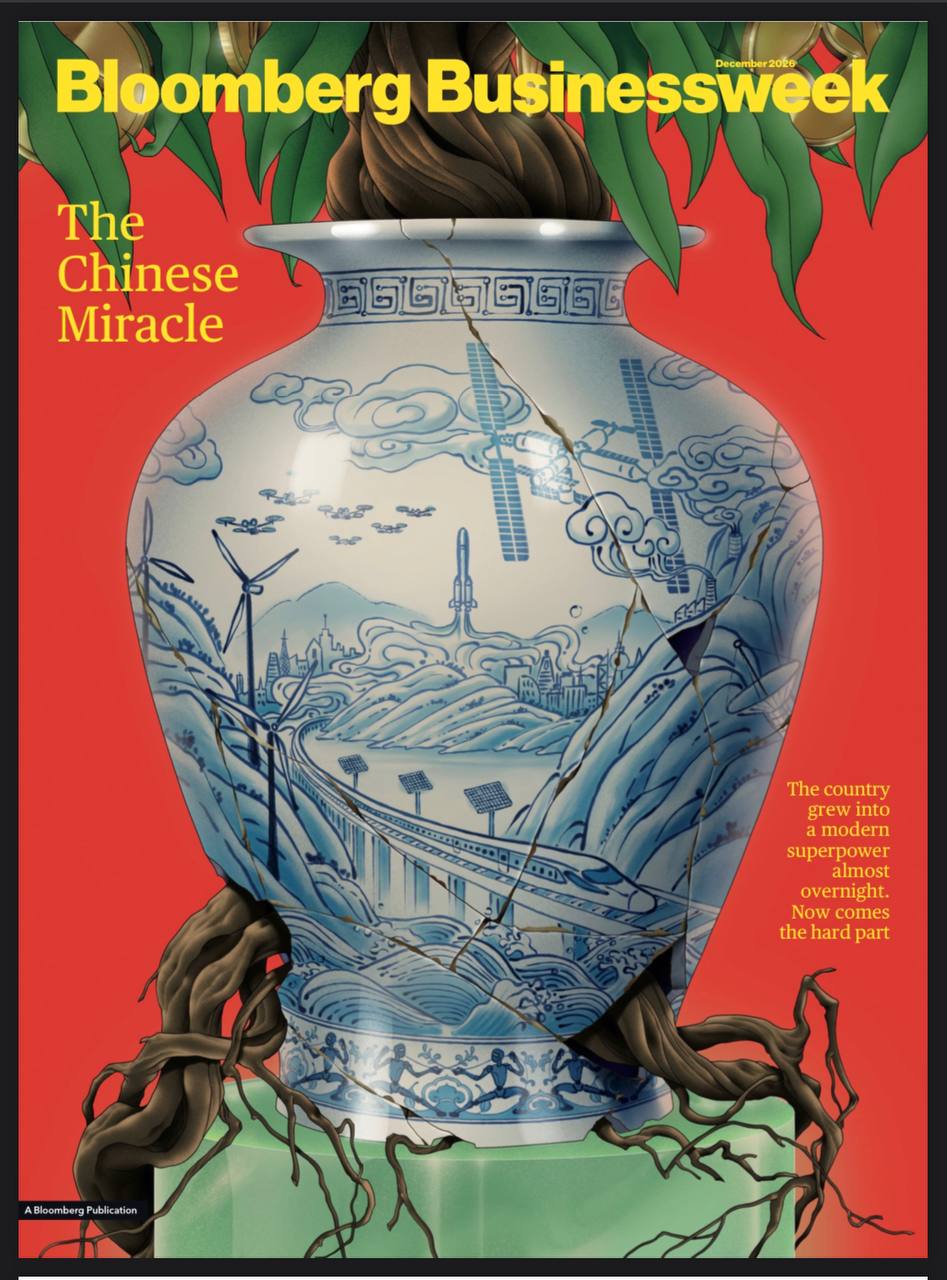 December 2026
Bloomberg Businessweek
The
Chinese
Miracle
The country
grew into
a modern
superpower
almost
overnight.
Now comes
the hard part
A Bloomberg Publication